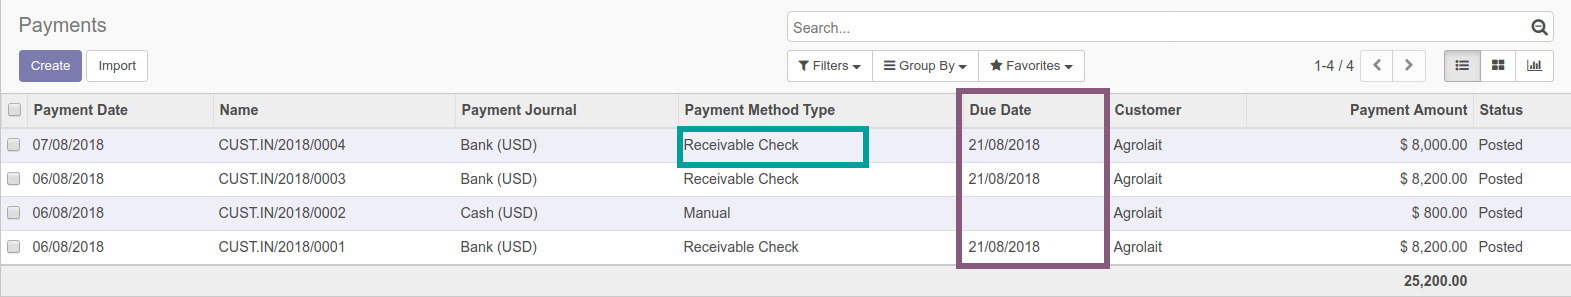 Payments
Search...
Create Import Filters Group By Favorites 1-4 / 4
Payment Date Name Payment Journal Payment Method Type Due Date Customer Payment Amount Status
07/08/2018 CUST.IN/2018/0004 Bank (USD) Receivable Check 21/08/2018 Agrolait $ 8,000.00 Posted
06/08/2018 CUST.IN/2018/0003 Bank (USD) Receivable Check 21/08/2018 Agrolait $ 8,200.00 Posted
06/08/2018 CUST.IN/2018/0002 Cash (USD) Manual Agrolait $ 800.00 Posted
06/08/2018 CUST.IN/2018/0001 Bank (USD) Receivable Check 21/08/2018 Agrolait $ 8,200.00 Posted
25,200.00